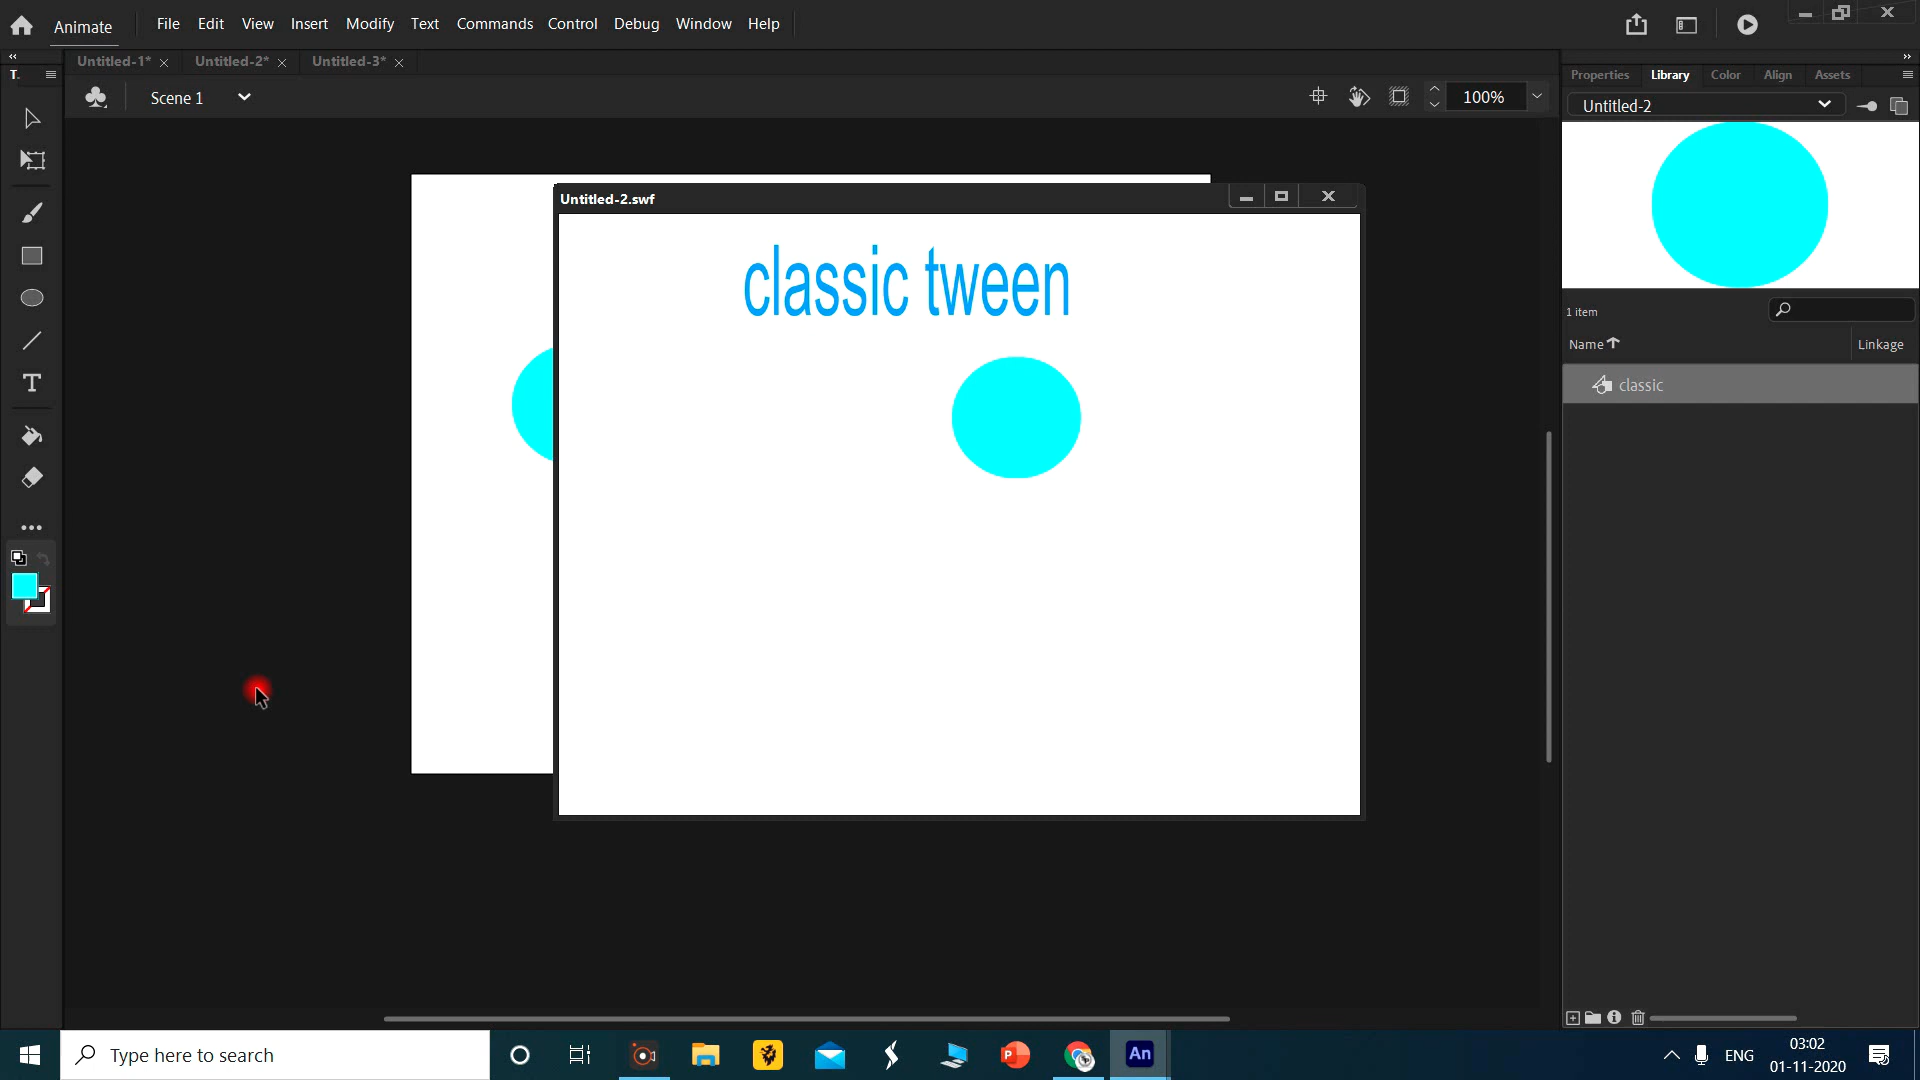 Animate File Edit View Insert Modify Text Commands Control Debug Window Help
Untitled-1* Untitled-2* Untitled-3*
T.
Properties Library Color Align Assets
Scene 1
100%
Untitled-2
Untitled-2.swf
classic tween
1 item
Name Linkage
classic
Type here to search
An
ENG
03:02
01-11-2020